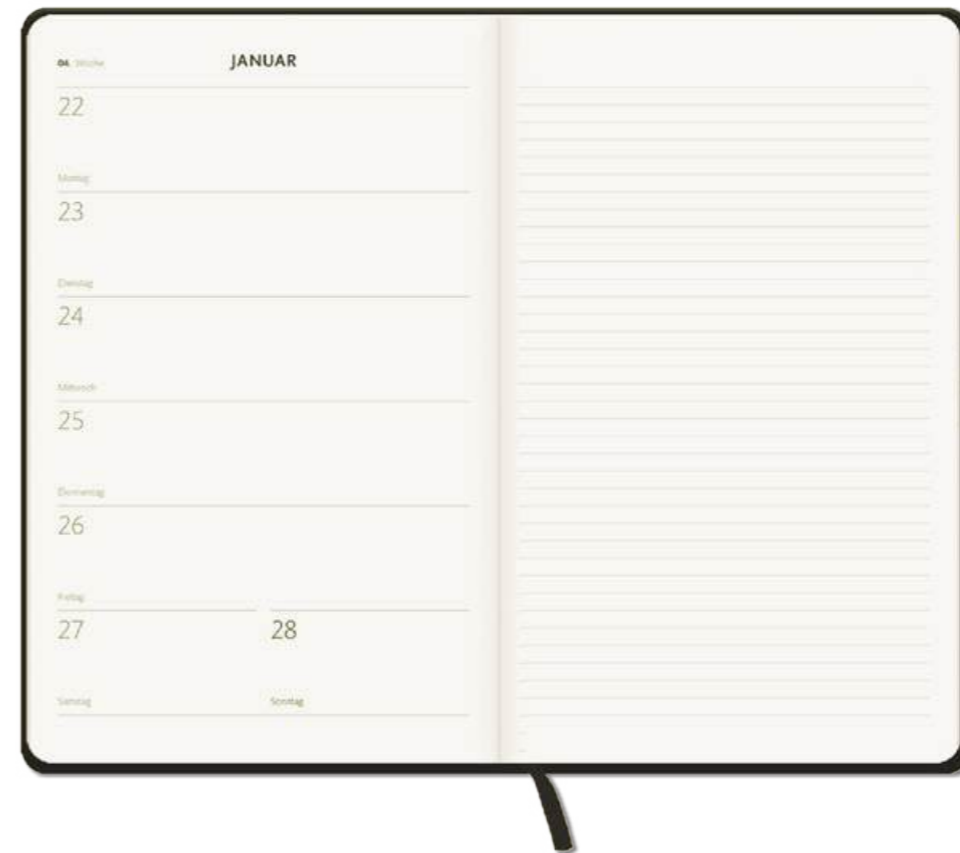 04. Woche JANUAR
22
Montag
23
Dienstag
24
Mittwoch
25
Donnerstag
26
Freitag
27 28
Samstag Sonntag